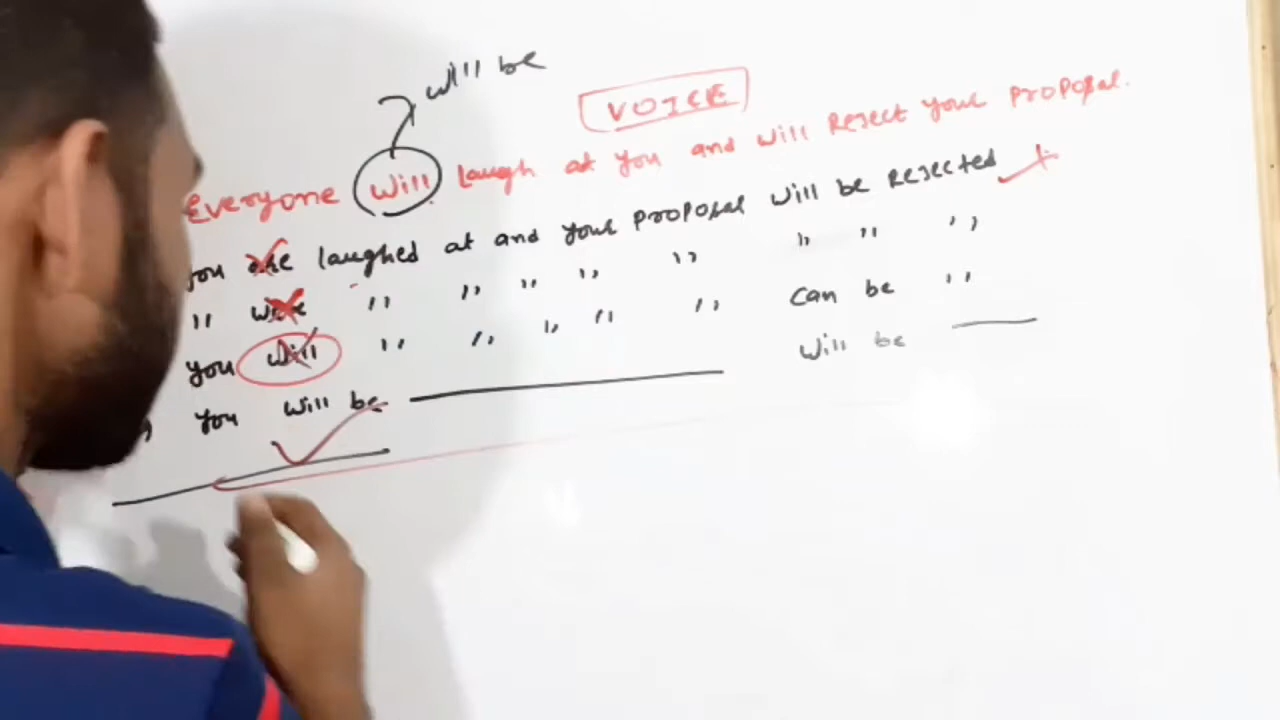 will be
VOICE
Everyone will laugh at you and will Reject your Proposal.
you are laughed at and your Proposal will be Rejected
,, were ,, ,, ,, ,, ,, ,, ,, ,,
you will ,, ,, ,, ,, ,, can be ,,
you will be will be